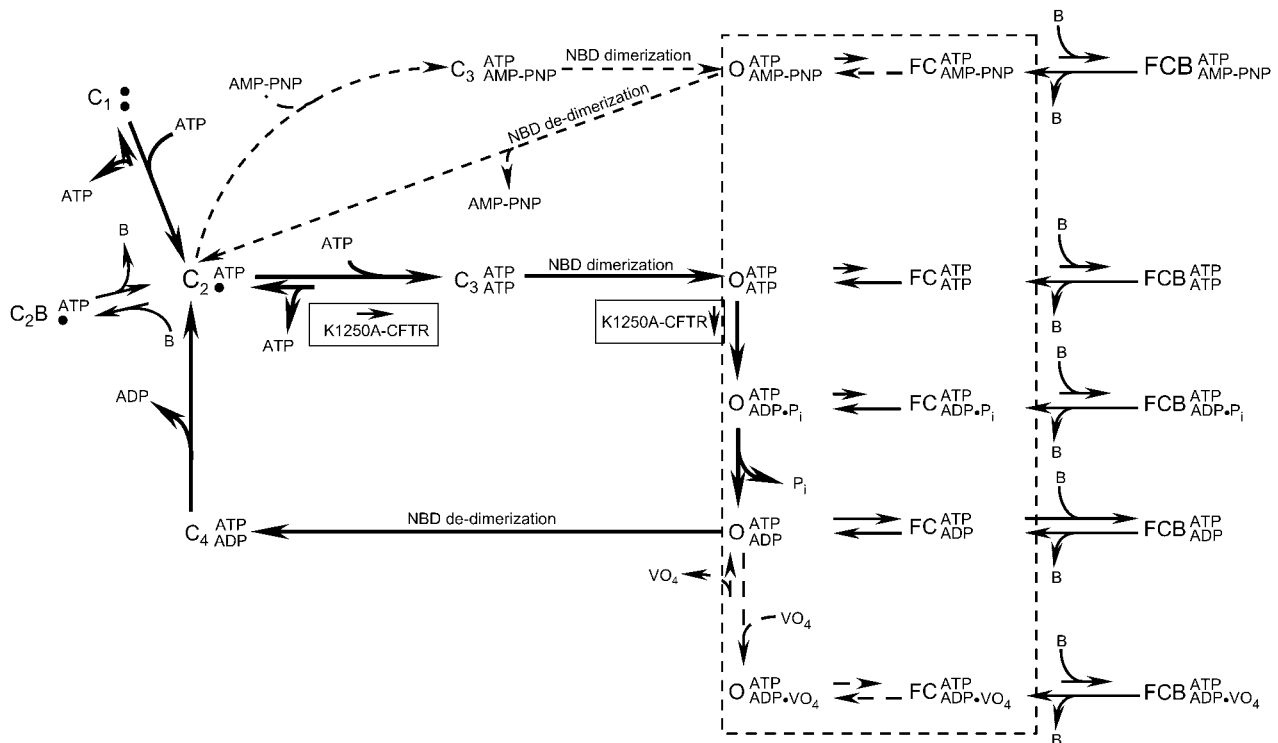 C₃ ATP AMP-PNP NBD dimerization O ATP AMP-PNP FC ATP AMP-PNP B FCB ATP AMP-PNP
B
AMP-PNP
NBD de-dimerization
C₁ ••
ATP
ATP
AMP-PNP
B
C₂ ATP •
C₂B ATP •
B
ATP
ATP
C₃ ATP ATP
NBD dimerization
O ATP ATP
FC ATP ATP
B
B
FCB ATP ATP
K1250A-CFTR
K1250A-CFTR
ADP
O ATP ADP•Pᵢ
FC ATP ADP•Pᵢ
B
B
FCB ATP ADP•Pᵢ
Pᵢ
C₄ ATP ADP
NBD de-dimerization
O ATP ADP
FC ATP ADP
B
B
FCB ATP ADP
VO₄
VO₄
O ATP ADP•VO₄
FC ATP ADP•VO₄
B
B
FCB ATP ADP•VO₄